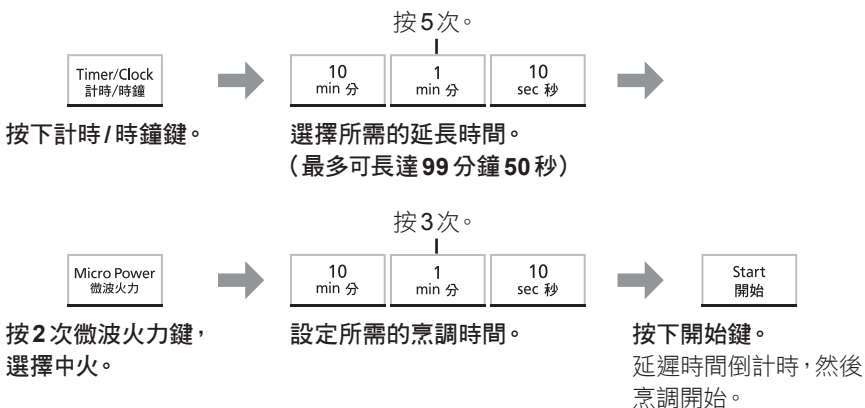 按5次。
Timer/Clock
計時/時鐘
10
min 分
1
min 分
10
sec 秒
按下計時/時鐘鍵。
選擇所需的延長時間。
（最多可長達99分鐘50秒）
按3次。
Micro Power
微波火力
10
min 分
1
min 分
10
sec 秒
Start
開始
按2次微波火力鍵，
選擇中火。
設定所需的烹調時間。
按下開始鍵。
延遲時間倒計時，然後
烹調開始。